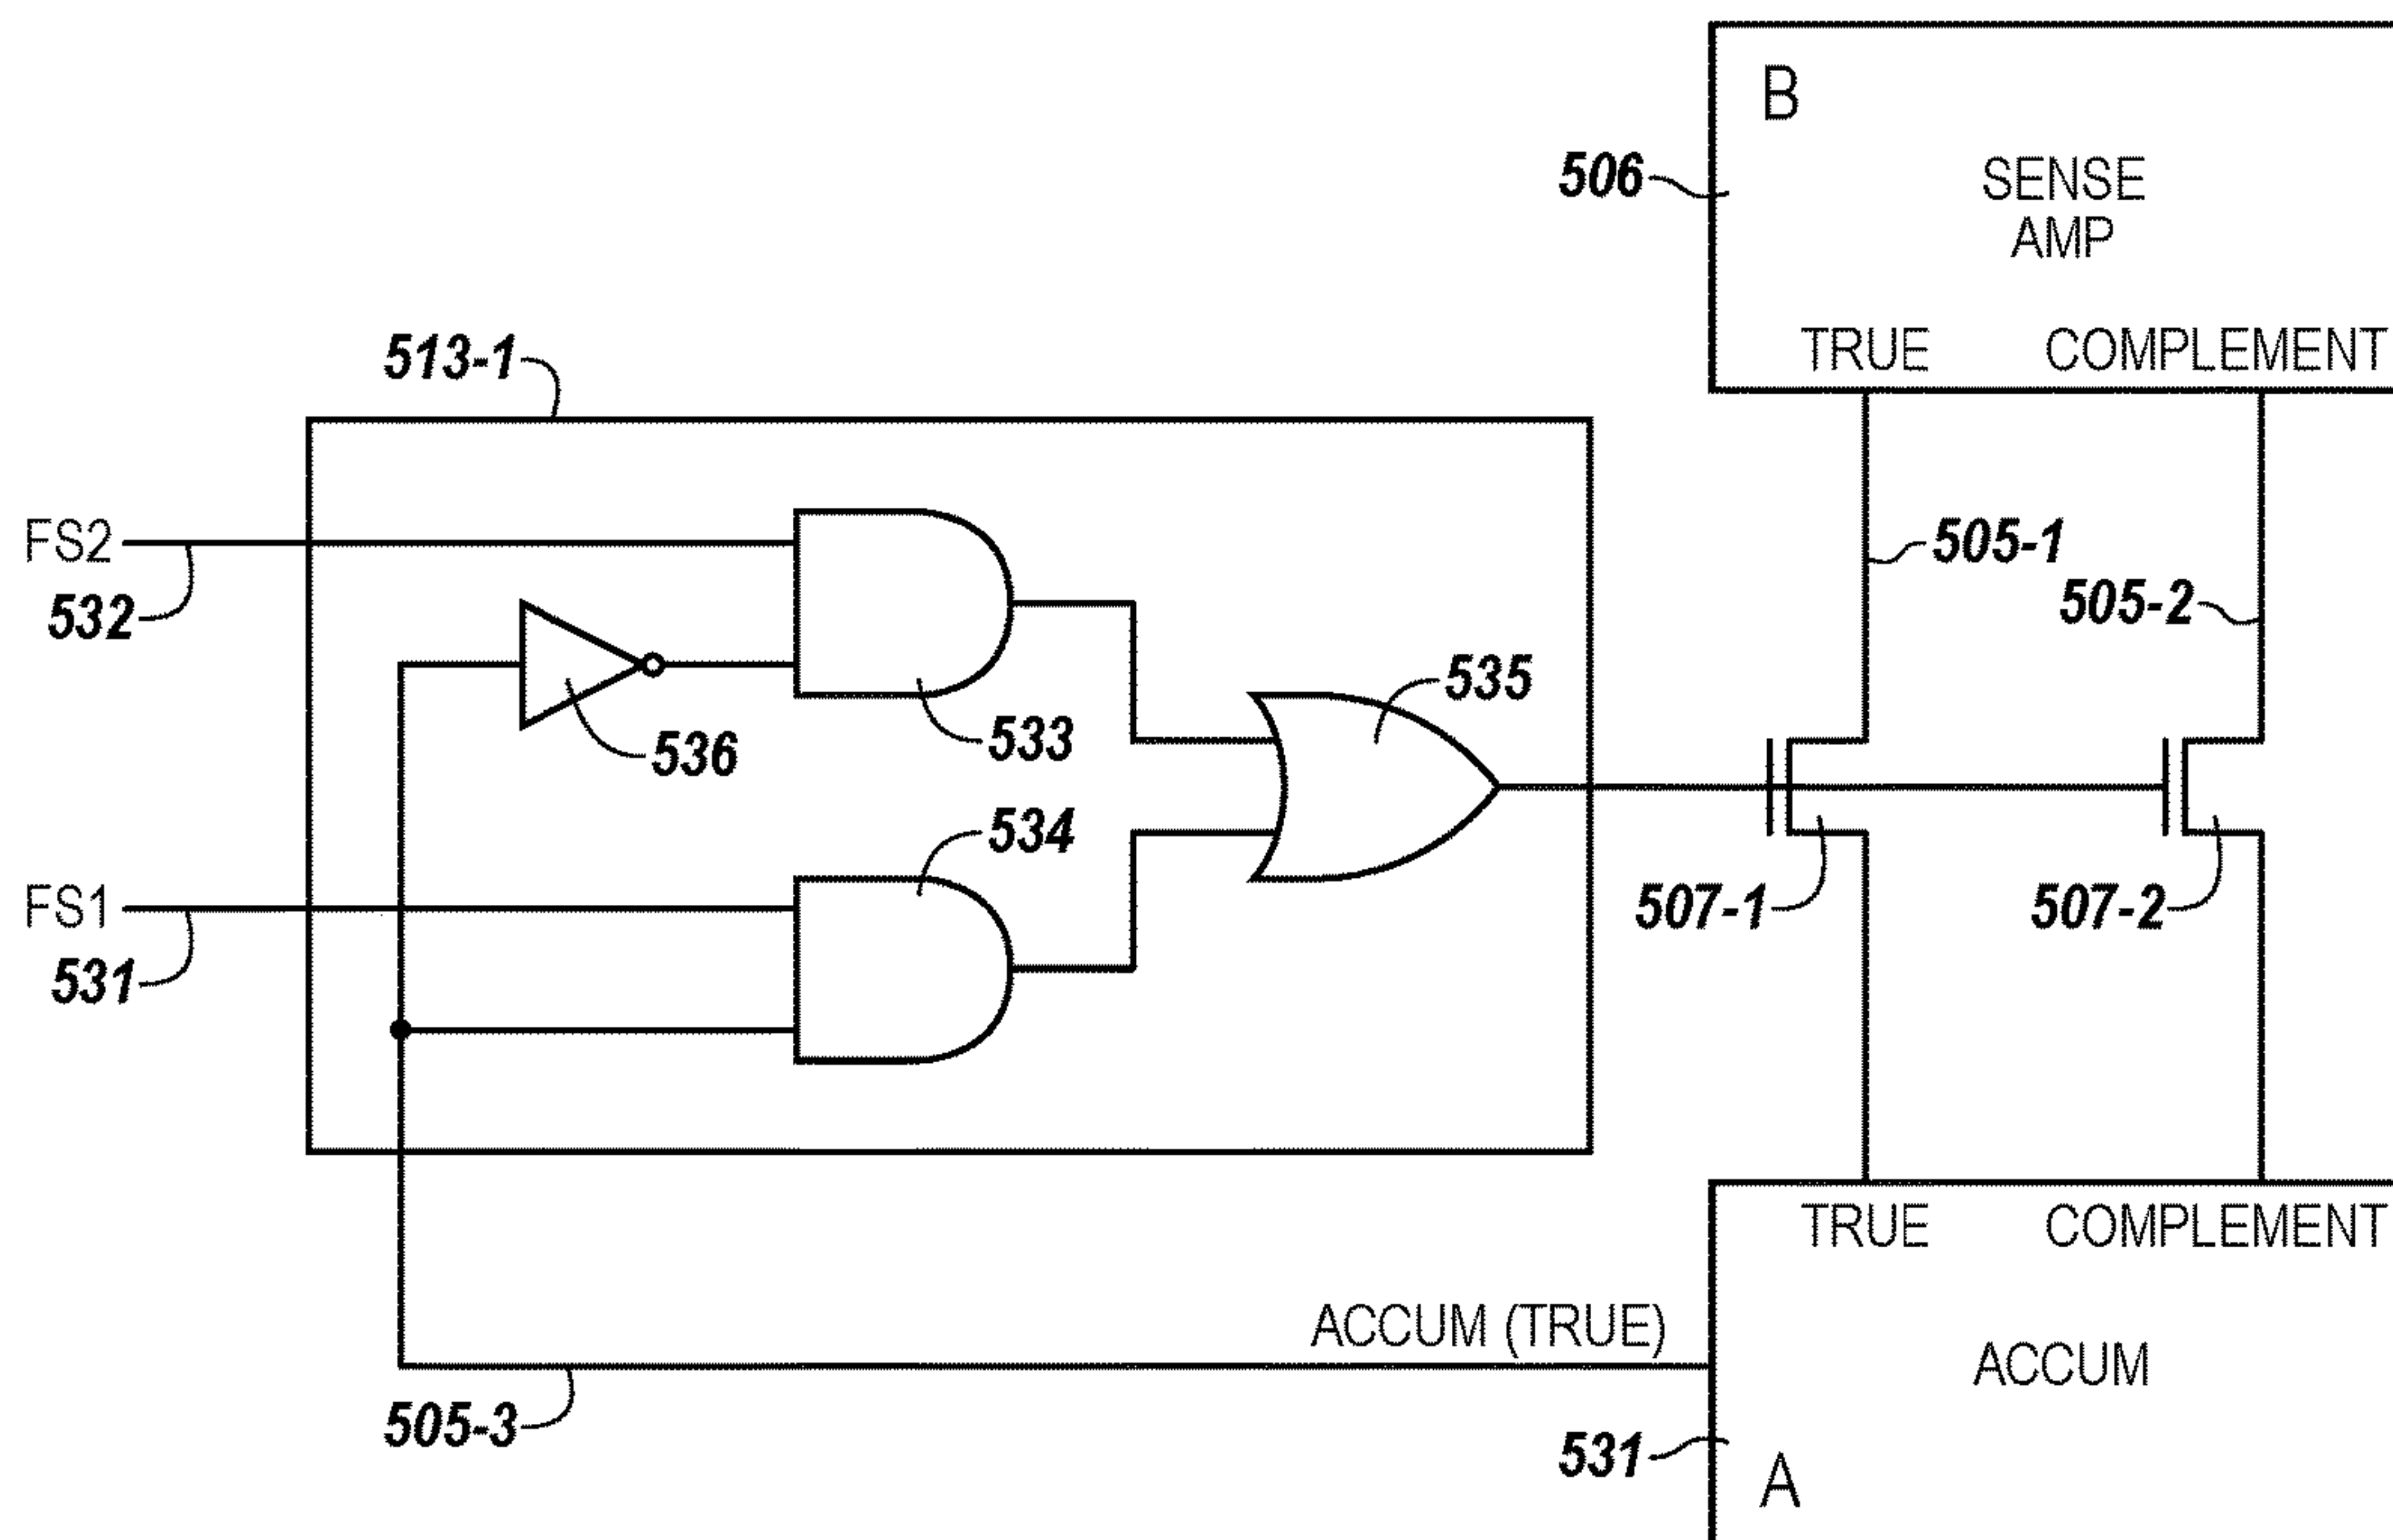 B
506
SENSE
AMP
TRUE COMPLEMENT
513-1
FS2
532
505-1
505-2
535
536
533
534
FS1
531
507-1
507-2
TRUE COMPLEMENT
ACCUM (TRUE)
ACCUM
505-3
531
A